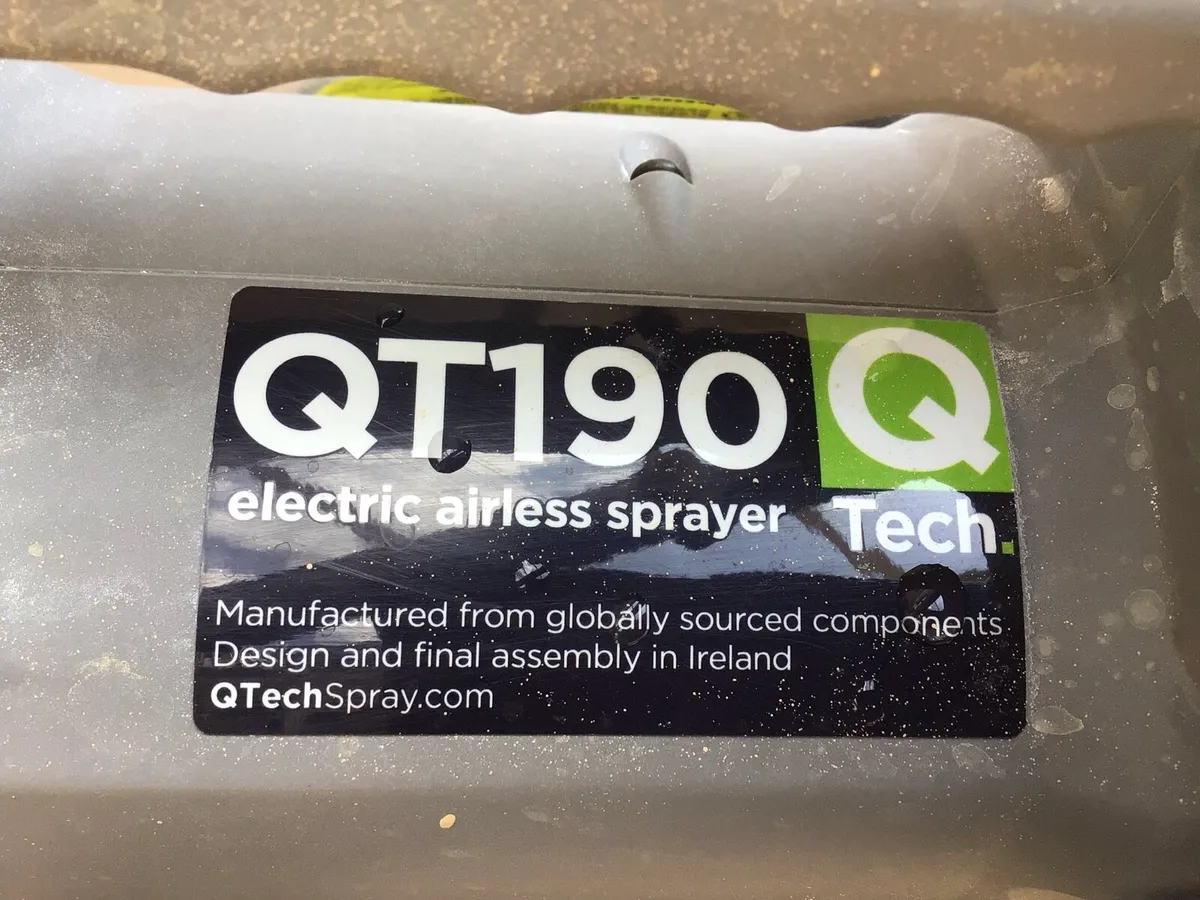 QT190
electric airless sprayer
Q
Tech.
Manufactured from globally sourced components
Design and final assembly in Ireland
QTechSpray.com